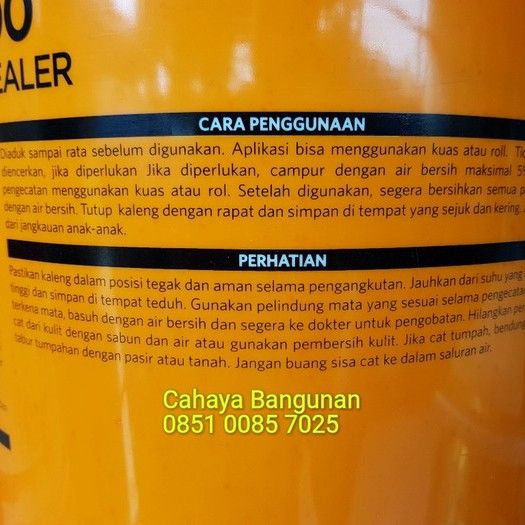 00
EALER
CARA PENGGUNAAN
Diaduk sampai rata sebelum digunakan. Aplikasi bisa menggunakan kuas atau roll.
diencerkan, jika diperlukan Jika diperlukan, campur dengan air bersih maksimal
pengecatan menggunakan kuas atau rol. Setelah digunakan, segera bersihkan semua
dengan air bersih. Tutup kaleng dengan rapat dan simpan di tempat yang sejuk dan kering.
dari jangkauan anak-anak.
PERHATIAN
Pastikan kaleng dalam posisi tegak dan aman selama pengangkutan. Jauhkan dari suhu yang
tinggi dan simpan di tempat teduh. Gunakan pelindung mata yang sesuai selama pengecatan
terkena mata, basuh dengan air bersih dan segera ke dokter untuk pengobatan. Hilangkan
cat dari kulit dengan sabun dan air atau gunakan pembersih kulit. Jika cat tumpah, bendung
tabur tumpahan dengan pasir atau tanah. Jangan buang sisa cat ke dalam saluran air.
Cahaya Bangunan
0851 0085 7025